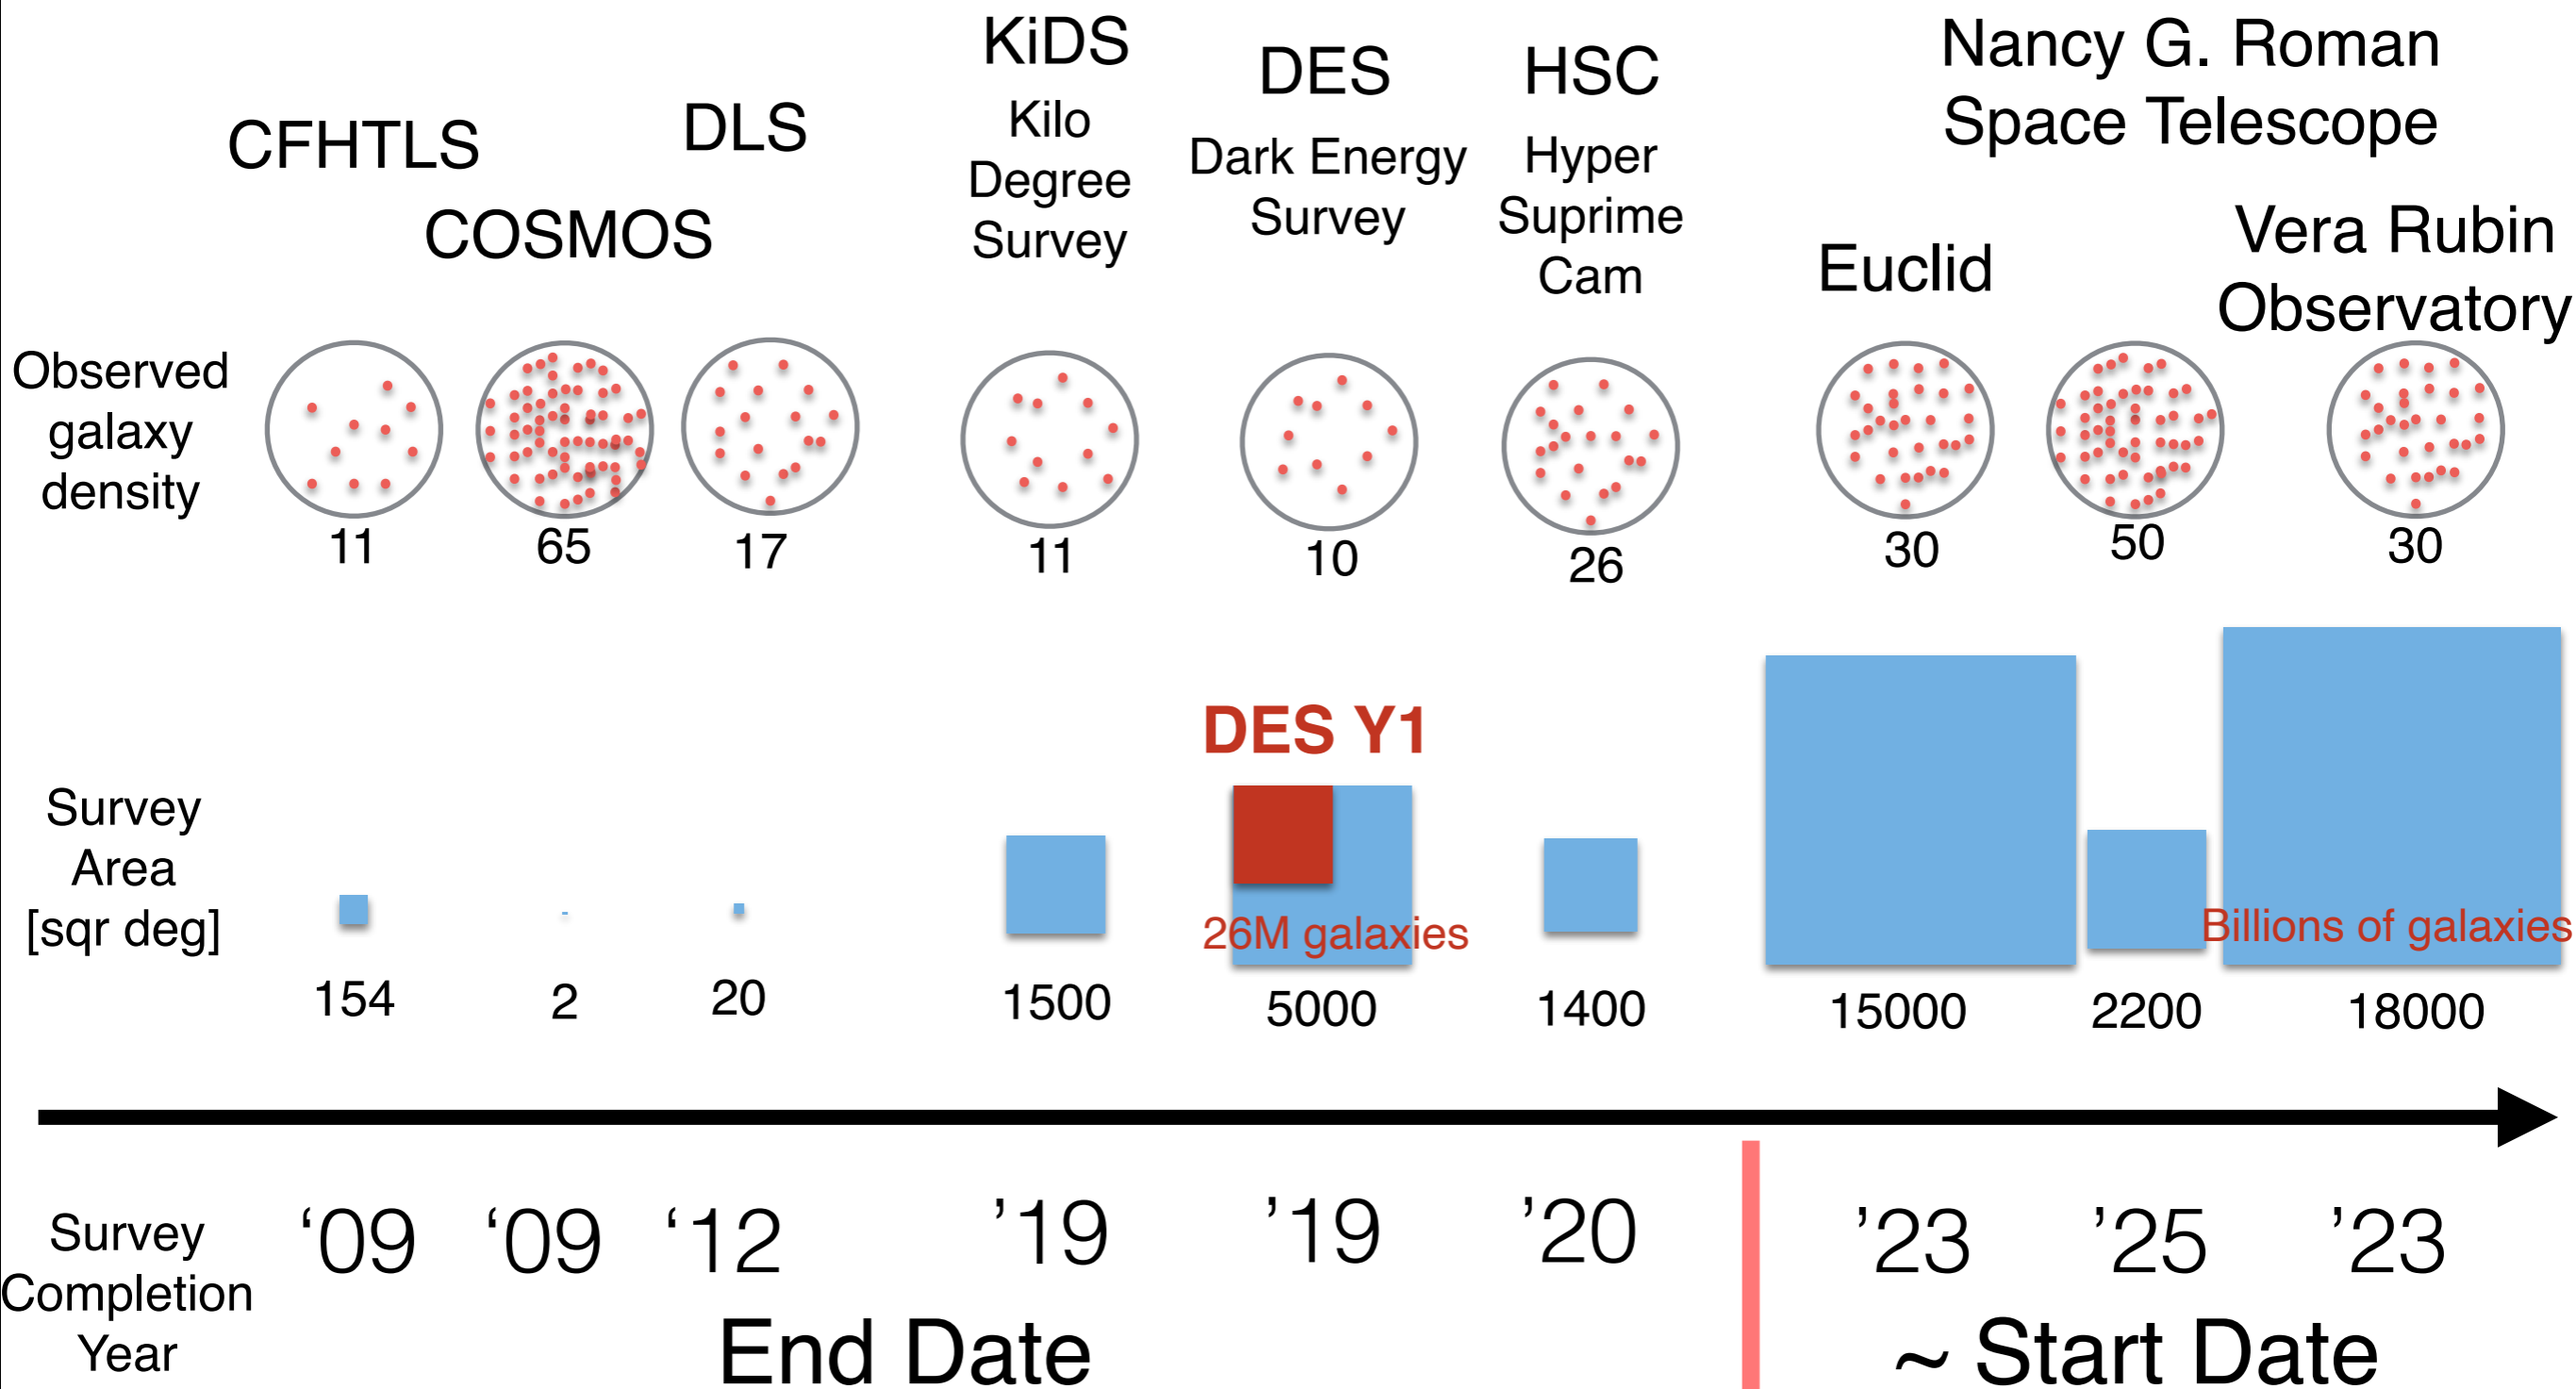 KiDS
Kilo
Degree
Survey
DES
Dark Energy
Survey
HSC
Hyper
Suprime
Cam
Nancy G. Roman
Space Telescope
CFHTLS
DLS
COSMOS
Euclid
Vera Rubin
Observatory
Observed
galaxy
density
11
65
17
11
10
26
30
50
30
DES Y1
Survey
Area
[sqr deg]
26M galaxies
Billions of galaxies
154
2
20
1500
5000
1400
15000
2200
18000
Survey
Completion
Year
‘09
‘09
‘12
’19
’19
’20
’23
’25
’23
End Date
~ Start Date